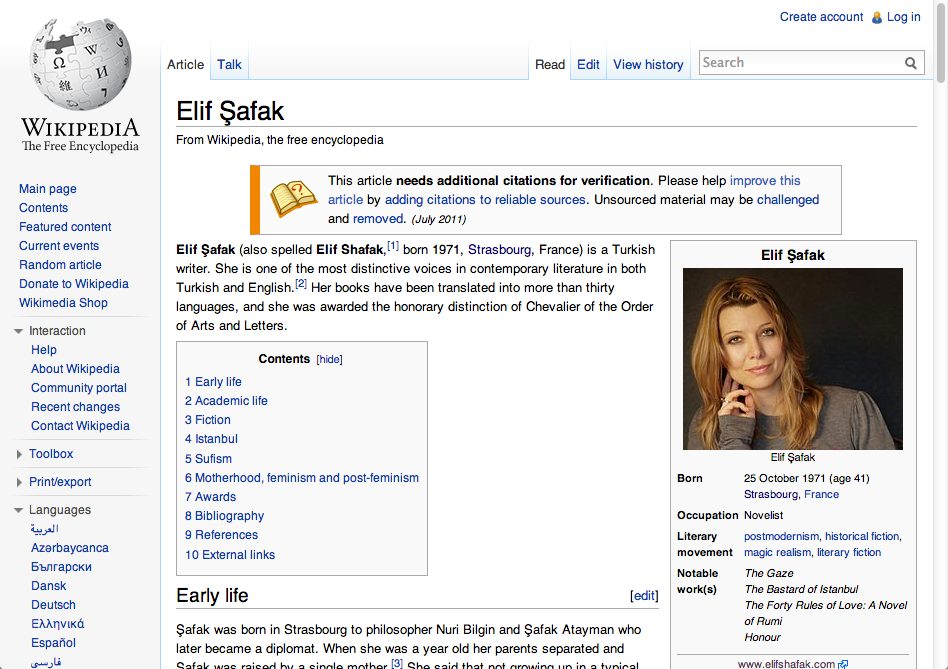 Create account Log in
Article Talk Read Edit View history Search
WIKIPEDIA
The Free Encyclopedia
Main page
Contents
Featured content
Current events
Random article
Donate to Wikipedia
Wikimedia Shop
Interaction
Help
About Wikipedia
Community portal
Recent changes
Contact Wikipedia
Toolbox
Print/export
Languages
العربية
Azərbaycanca
Български
Dansk
Deutsch
Ελληνικά
Español
فارسی
Elif Şafak
From Wikipedia, the free encyclopedia
This article needs additional citations for verification. Please help improve this
article by adding citations to reliable sources. Unsourced material may be challenged
and removed. (July 2011)
Elif Şafak (also spelled Elif Shafak,[1] born 1971, Strasbourg, France) is a Turkish
writer. She is one of the most distinctive voices in contemporary literature in both
Turkish and English.[2] Her books have been translated into more than thirty
languages, and she was awarded the honorary distinction of Chevalier of the Order
of Arts and Letters.
Contents [hide]
1 Early life
2 Academic life
3 Fiction
4 Istanbul
5 Sufism
6 Motherhood, feminism and post-feminism
7 Awards
8 Bibliography
9 References
10 External links
Early life [edit]
Şafak was born in Strasbourg to philosopher Nuri Bilgin and Şafak Atayman who
later became a diplomat. When she was a year old her parents separated and
Şafak was raised by a single mother.[3] She said that not growing up in a typical
Elif Şafak
Elif Şafak
Born 25 October 1971 (age 41)
Strasbourg, France
Occupation Novelist
Literary movement postmodernism, historical fiction,
magic realism, literary fiction
Notable work(s) The Gaze
The Bastard of Istanbul
The Forty Rules of Love: A Novel
of Rumi
Honour
www.elifshafak.com